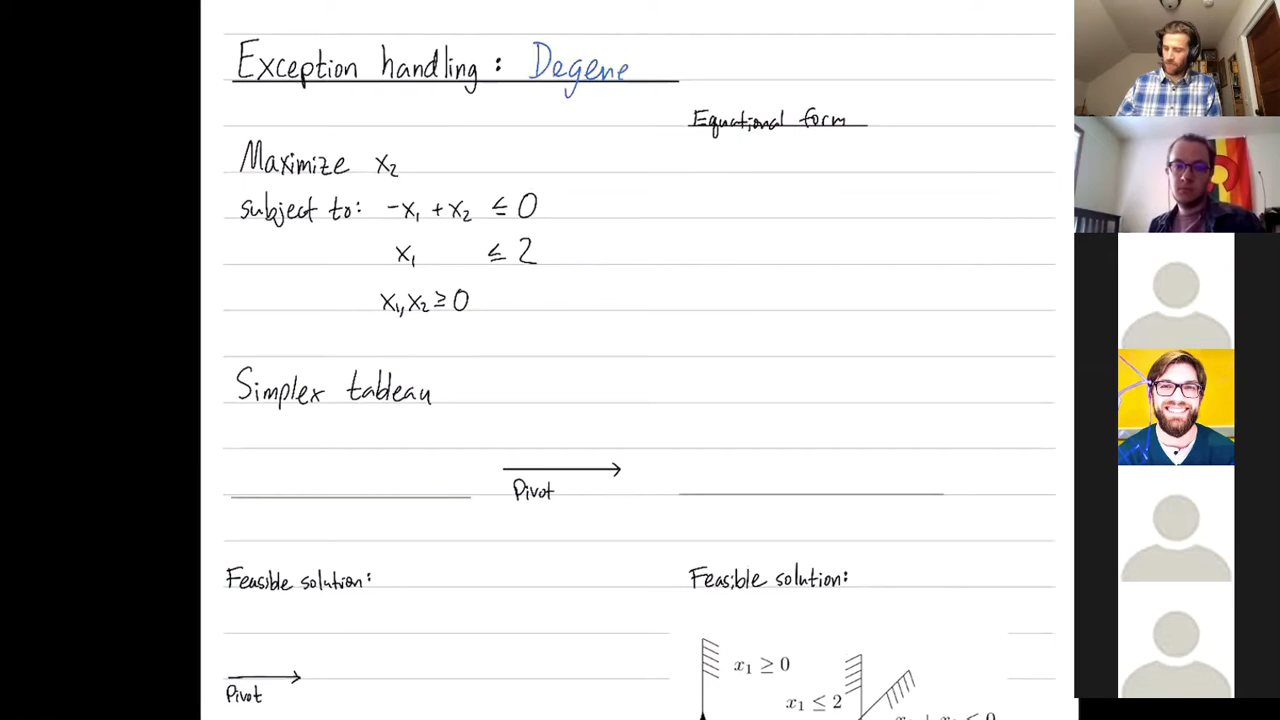 Exception handling: Degene
Equational form
Maximize x₂
subject to: -x₁ + x₂ ≤ 0
x₁ ≤ 2
x₁, x₂ ≥ 0
Simplex tableau
Pivot
Feasible solution:
Feasible solution:
x₁ ≥ 0
x₁ ≤ 2
Pivot